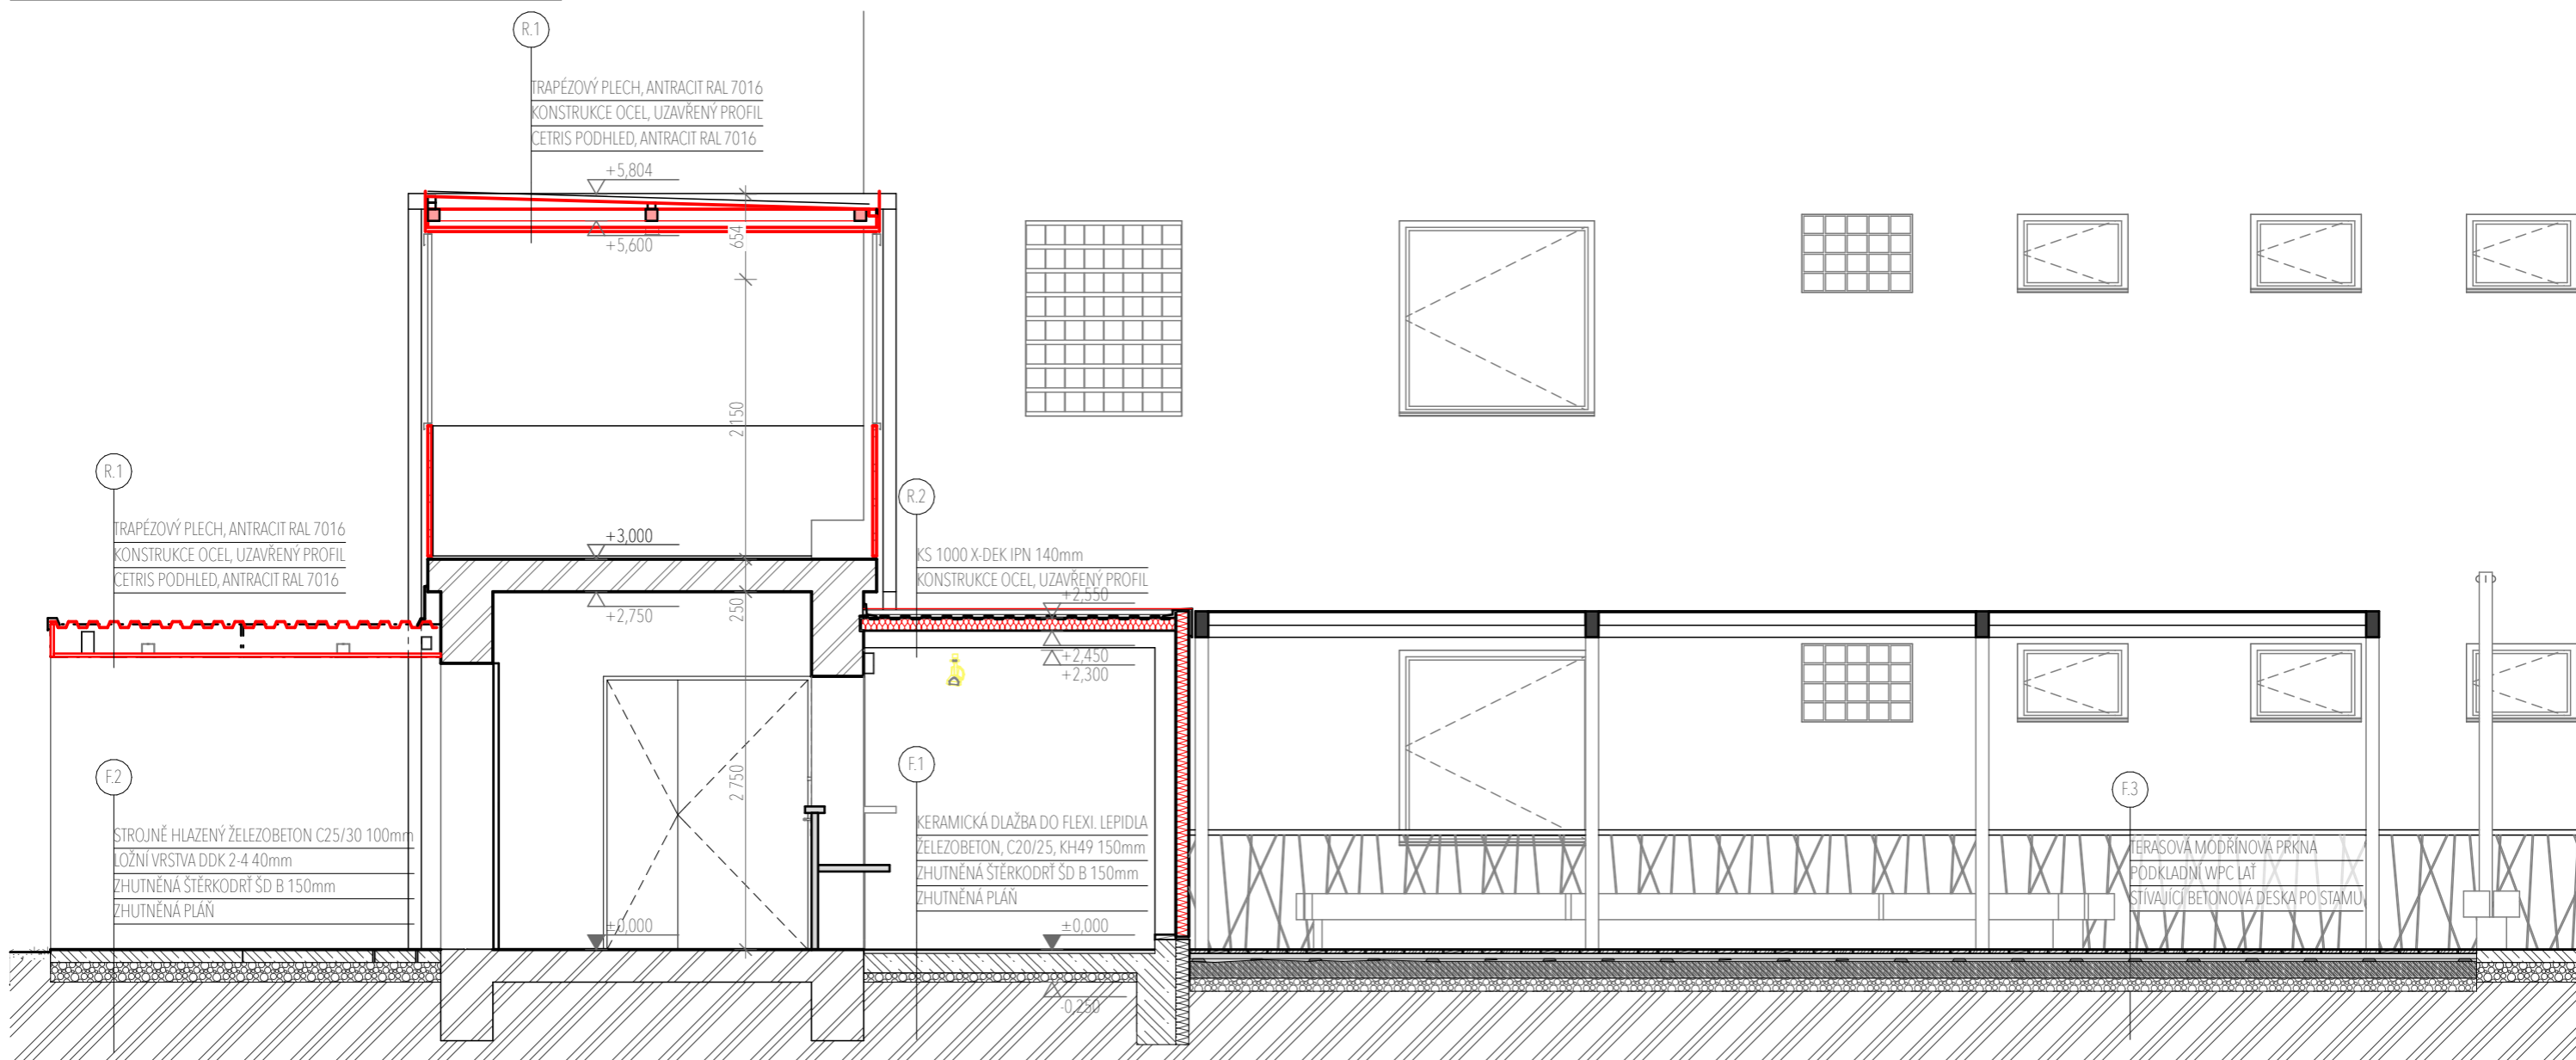 R.1
TRAPÉZOVÝ PLECH, ANTRACIT RAL 7016
KONSTRUKCE OCEL, UZAVŘENÝ PROFIL
CETRIS PODHLED, ANTRACIT RAL 7016
+5,804
+5,600
654
2 150
R.1
TRAPÉZOVÝ PLECH, ANTRACIT RAL 7016
KONSTRUKCE OCEL, UZAVŘENÝ PROFIL
CETRIS PODHLED, ANTRACIT RAL 7016
+3,000
+2,750
250
R.2
KS 1000 X-DEK IPN 140mm
KONSTRUKCE OCEL, UZAVŘENÝ PROFIL
+2,550
+2,450
+2,300
F.2
STROJNĚ HLAZENÝ ŽELEZOBETON C25/30 100mm
LOŽNÍ VRSTVA DDK 2-4 40mm
ZHUTNĚNÁ ŠTĚRKODRŤ ŠD B 150mm
ZHUTNĚNÁ PLÁŇ
2 750
±0,000
F.1
KERAMICKÁ DLAŽBA DO FLEXI. LEPIDLA
ŽELEZOBETON, C20/25, KH49 150mm
ZHUTNĚNÁ ŠTĚRKODRŤ ŠD B 150mm
ZHUTNĚNÁ PLÁŇ
±0,000
-0,250
F.3
TERASOVÁ MODŘÍNOVÁ PRKNA
PODKLADNÍ WPC LAŤ
STÍVAJÍCÍ BETONOVÁ DESKA PO STAMU